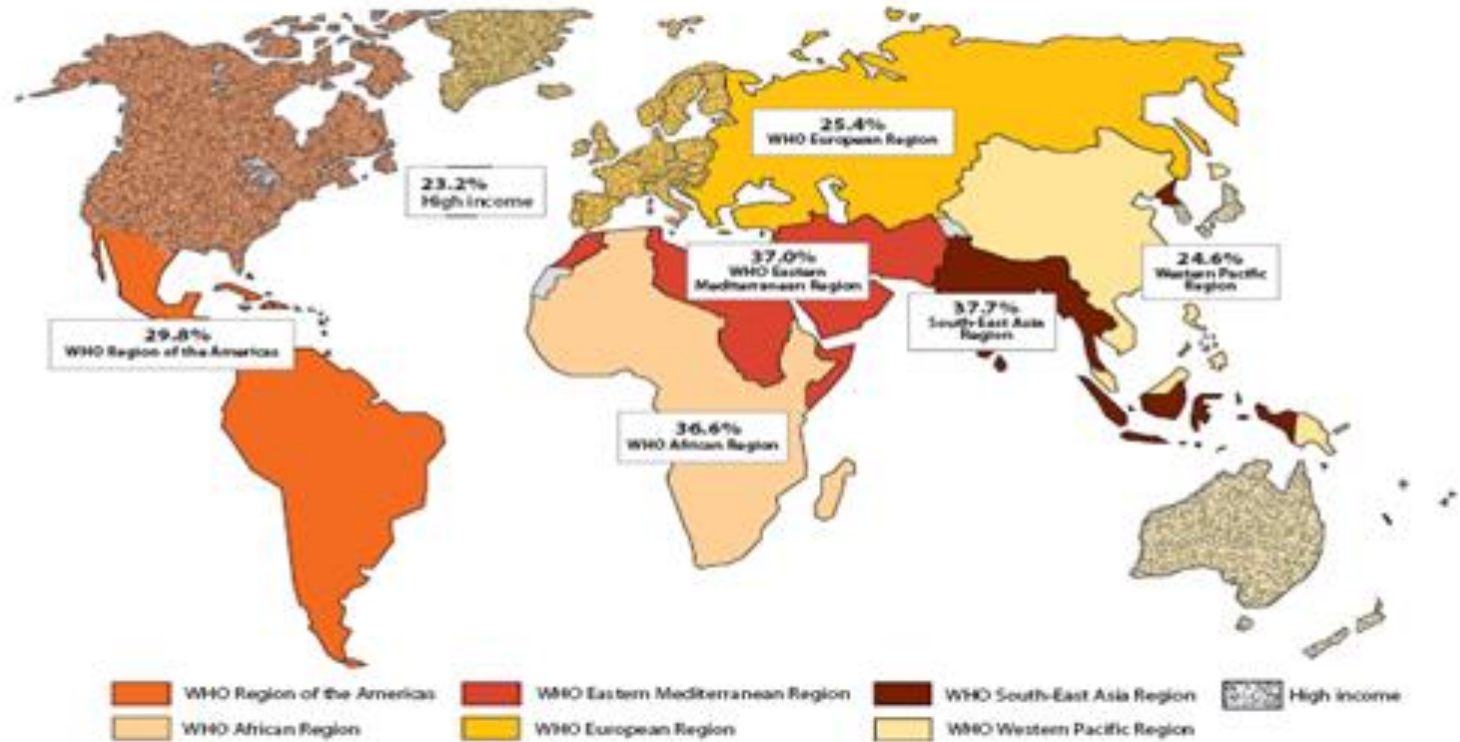 25.4%
WHO European Region
23.2%
High income
37.0%
WHO Eastern
Mediterranean Region
24.6%
Western Pacific
Region
37.7%
South-East Asia
Region
29.8%
WHO Region of the Americas
36.6%
WHO African Region
WHO Region of the Americas
WHO Eastern Mediterranean Region
WHO South-East Asia Region
High income
WHO African Region
WHO European Region
WHO Western Pacific Region